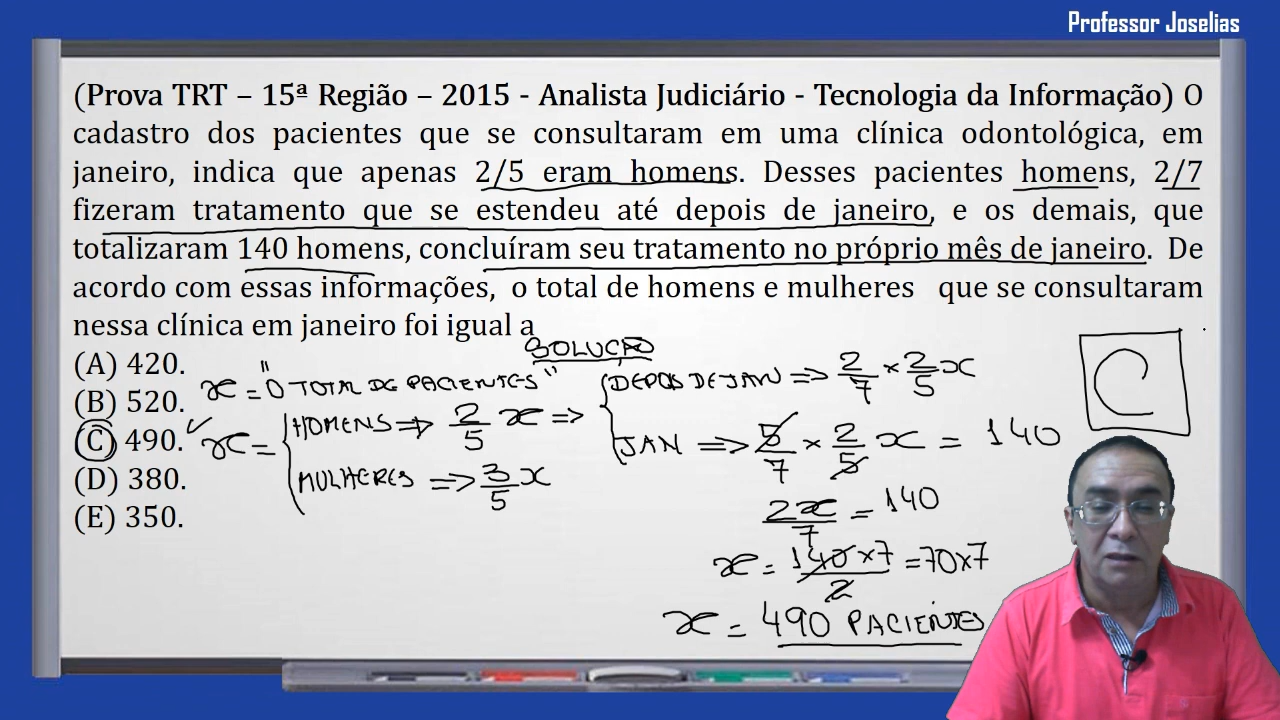 Professor Joselias
(Prova TRT – 15ª Região – 2015 - Analista Judiciário - Tecnologia da Informação) O
cadastro dos pacientes que se consultaram em uma clínica odontológica, em
janeiro, indica que apenas 2/5 eram homens. Desses pacientes homens, 2/7
fizeram tratamento que se estendeu até depois de janeiro, e os demais, que
totalizaram 140 homens, concluíram seu tratamento no próprio mês de janeiro. De
acordo com essas informações, o total de homens e mulheres que se consultaram
nessa clínica em janeiro foi igual a
SOLUÇÃO
(A) 420.
(B) 520.
(C) 490.
(D) 380.
(E) 350.
x = "O TOTAL DE PACIENTES"
x =
HOMENS ⇒ 2/5 x ⇒
MULHERES ⇒ 3/5 x
DEPOIS DE JAN ⇒ 2/7 × 2/5 x
JAN ⇒ 5/7 × 2/5 x = 140
2x/7 = 140
x = 140×7/2 = 70×7
x = 490 PACIENTES
C